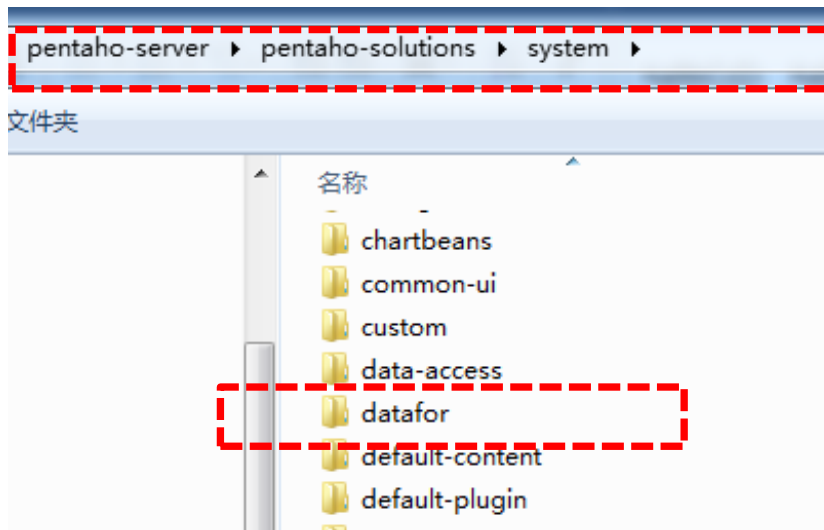 pentaho-server ▸ pentaho-solutions ▸ system ▸
文件夹
名称
chartbeans
common-ui
custom
data-access
datafor
default-content
default-plugin